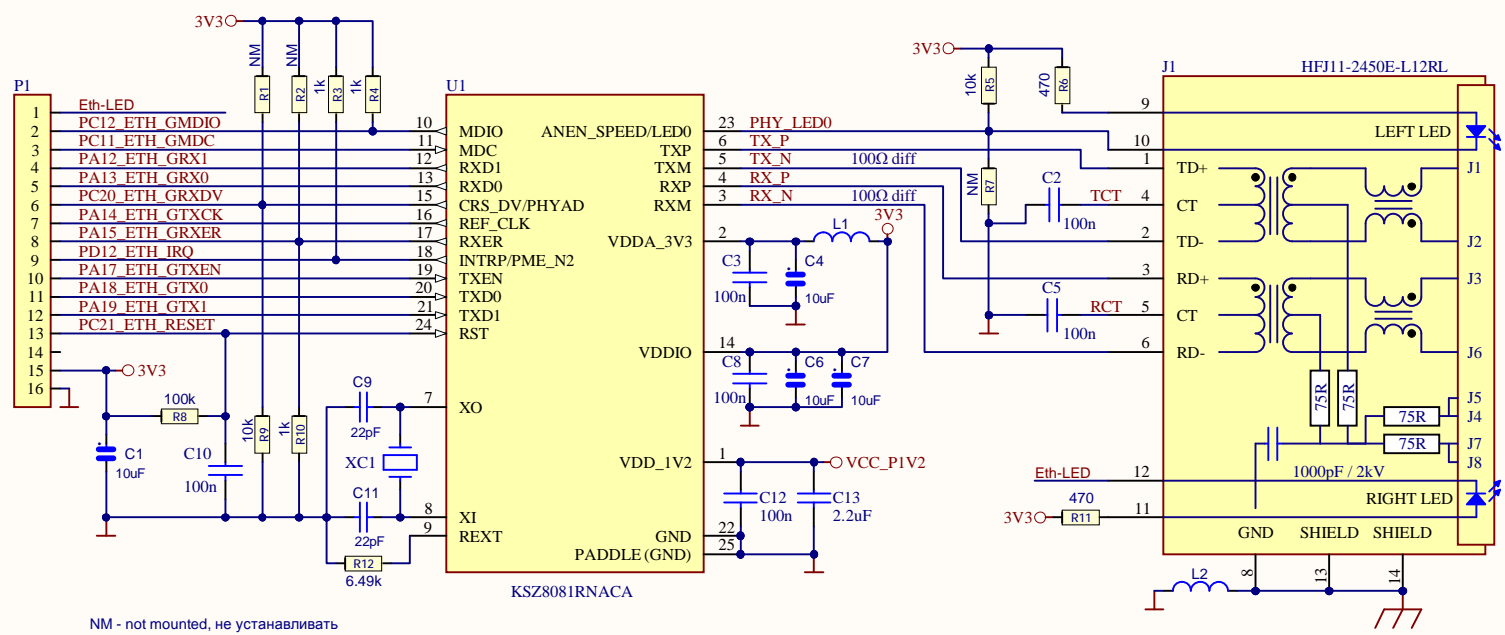 3V3
NM
R1
NM
R2
1k
R3
1k
R4
P1
1 Eth-LED
2 PC12_ETH_GMDIO
3 PC11_ETH_GMDC
4 PA12_ETH_GRX1
5 PA13_ETH_GRX0
6 PC20_ETH_GRXDV
7 PA14_ETH_GTXCK
8 PA15_ETH_GRXER
9 PD12_ETH_IRQ
10 PA17_ETH_GTXEN
11 PA18_ETH_GTX0
12 PA19_ETH_GTX1
13 PC21_ETH_RESET
14
15 3V3
16
100k
R8
C1
10uF
C10
100n
10k
R9
1k
R10
C9
22pF
XC1
C11
22pF
R12
6.49k
U1
10 MDIO
11 MDC
12 RXD1
13 RXD0
15 CRS_DV/PHYAD
16 REF_CLK
17 RXER
18 INTRP/PME_N2
19 TXEN
20 TXD0
21 TXD1
24 RST
7 XO
8 XI
9 REXT
ANEN_SPEED/LED0 23 PHY_LED0
TXP 6 TX_P
TXM 5 TX_N 100Ω diff
RXP 4 RX_P
RXM 3 RX_N 100Ω diff
VDDA_3V3 2
VDDIO 14
VDD_1V2 1 VCC_P1V2
GND 22
PADDLE (GND) 25
KSZ8081RNACA
3V3
L1
C3
100n
C4
10uF
C8
100n
C6
10uF
C7
10uF
C12
100n
C13
2.2uF
3V3
10k
R5
470
R6
NM
R7
C2
100n
TCT
C5
100n
RCT
J1
HFJ11-2450E-L12RL
9
10
LEFT LED
1 TD+
4 CT
2 TD-
3 RD+
5 CT
6 RD-
J1
J2
J3
J6
J5
J4
J7
J8
75R
75R
75R
75R
1000pF / 2kV
Eth-LED
12
RIGHT LED
3V3
470
R11
11
GND
SHIELD
SHIELD
8
13
14
L2
NM - not mounted, не устанавливать